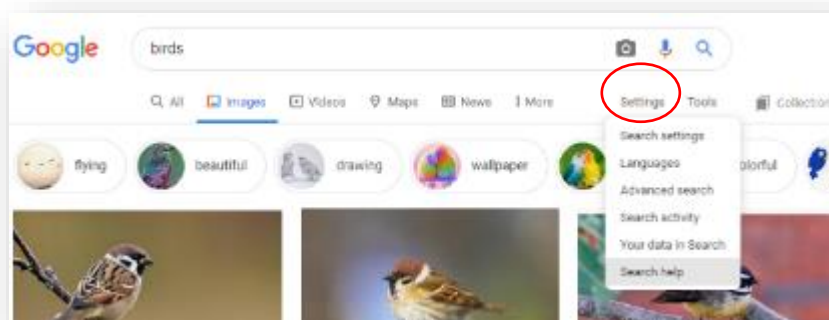 Google
birds
All Images Videos Maps News More Settings Tools Collection
flying beautiful drawing wallpaper olorful
Search settings
Languages
Advanced search
Search activity
Your data in Search
Search help